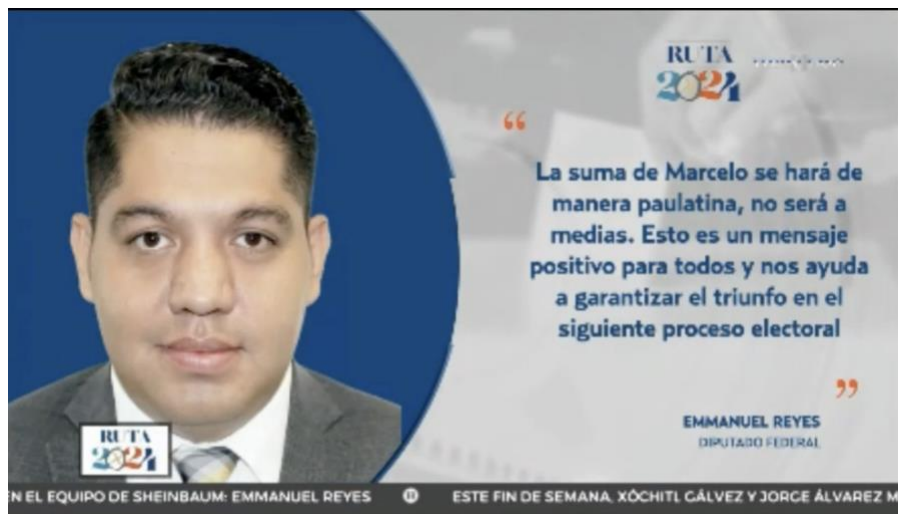 RUTA
2024
“
La suma de Marcelo se hará de
manera paulatina, no será a
medias. Esto es un mensaje
positivo para todos y nos ayuda
a garantizar el triunfo en el
siguiente proceso electoral
”
EMMANUEL REYES
DIPUTADO FEDERAL
RUTA
2024
EN EL EQUIPO DE SHEINBAUM: EMMANUEL REYES
ESTE FIN DE SEMANA, XÓCHITL GÁLVEZ Y JORGE ÁLVAREZ M